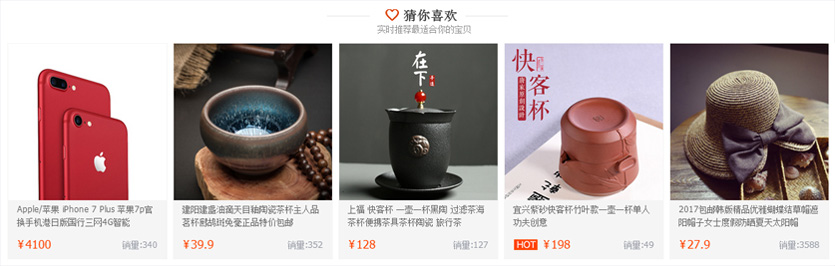 猜你喜欢
实时推荐最适合你的宝贝
在下
快客杯
Apple/苹果 iPhone 7 Plus 苹果7p官
换手机港日版国行三网4G智能
¥4100
销量:340
建阳建盏油滴天目釉陶瓷茶杯主人品
茗杯鹧鸪斑兔毫正品特价包邮
¥39.9
销量:352
上福 快客杯 一壶一杯黑陶 过滤茶海
茶杯便携茶具茶杯陶瓷 旅行茶
¥128
销量:127
宜兴紫砂快客杯竹叶款一壶一杯单人
功夫创意
HOT
¥198
销量:49
2017包邮韩版精品优雅蝴蝶结草帽遮
阳帽子女士度假防晒夏天太阳帽
¥27.9
销量:3588